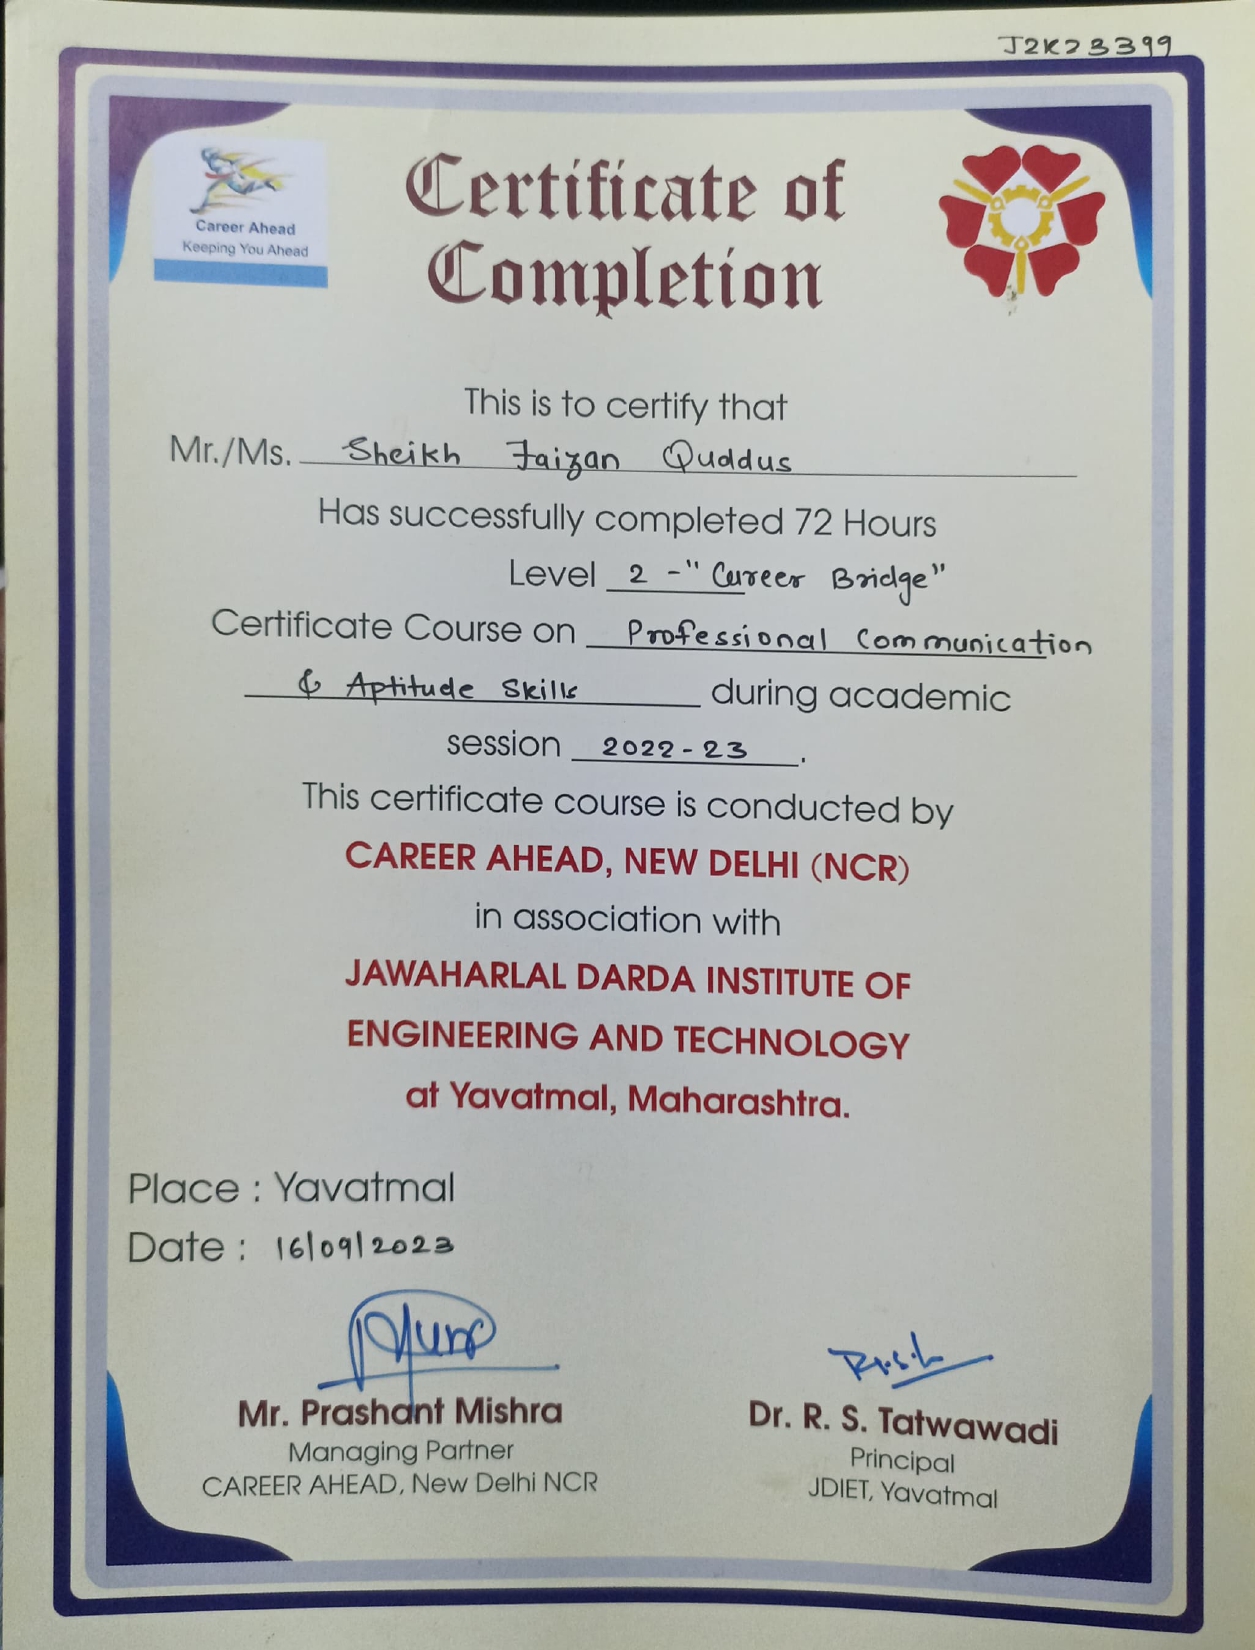 J2K23399
Career Ahead
Keeping You Ahead
Certificate of
Completion
This is to certify that
Mr./Ms. Sheikh Faizan Quddus
Has successfully completed 72 Hours
Level 2 - "Career Bridge"
Certificate Course on Professional Communication
& Aptitude Skills during academic
session 2022-23.
This certificate course is conducted by
CAREER AHEAD, NEW DELHI (NCR)
in association with
JAWAHARLAL DARDA INSTITUTE OF
ENGINEERING AND TECHNOLOGY
at Yavatmal, Maharashtra.
Place : Yavatmal
Date : 16/09/2023
Mr. Prashant Mishra
Managing Partner
CAREER AHEAD, New Delhi NCR
Dr. R. S. Tatwawadi
Principal
JDIET, Yavatmal